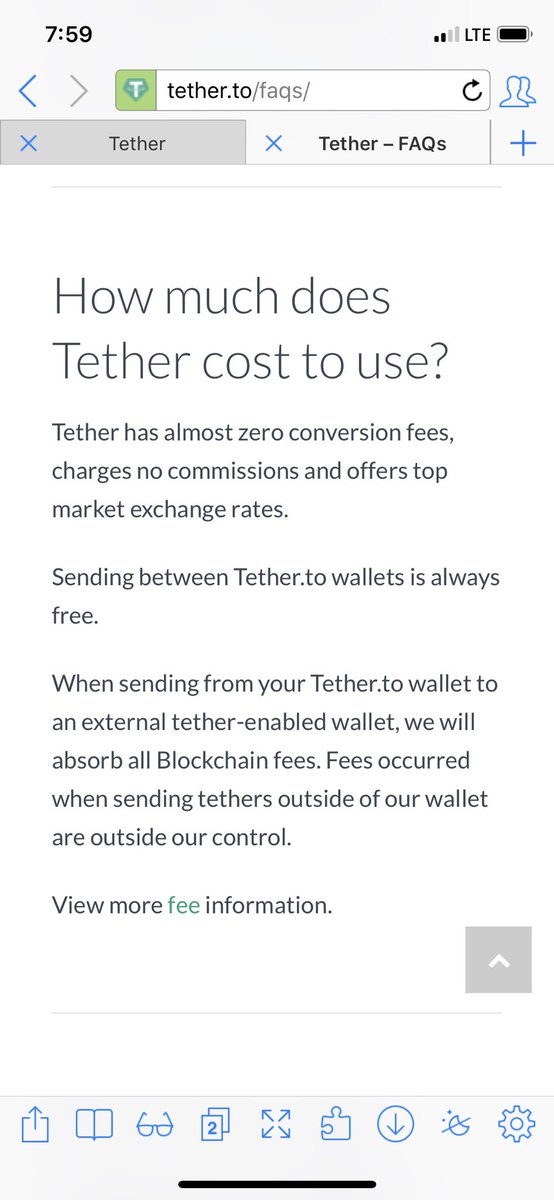 7:59
LTE
T
tether.to/faqs/
Tether
Tether – FAQs
How much does
Tether cost to use?
Tether has almost zero conversion fees,
charges no commissions and offers top
market exchange rates.
Sending between Tether.to wallets is always
free.
When sending from your Tether.to wallet to
an external tether-enabled wallet, we will
absorb all Blockchain fees. Fees occurred
when sending tethers outside of our wallet
are outside our control.
View more fee information.
2